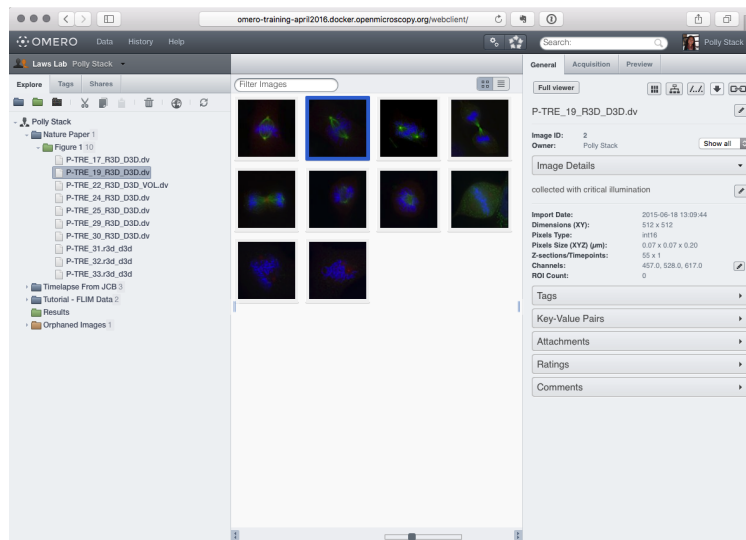 omero-training-april2016.docker.openmicroscopy.org/webclient/
OMERO Data History Help
Search:
Polly Stack
Laws Lab Polly Stack
Explore Tags Shares
Filter Images
General Acquisition Preview
Polly Stack
Nature Paper 1
Figure 1 10
P-TRE_17_R3D_D3D.dv
P-TRE_19_R3D_D3D.dv
P-TRE_22_R3D_D3D_VOL.dv
P-TRE_24_R3D_D3D.dv
P-TRE_25_R3D_D3D.dv
P-TRE_29_R3D_D3D.dv
P-TRE_30_R3D_D3D.dv
P-TRE_31.r3d_d3d
P-TRE_32.r3d_d3d
P-TRE_33.r3d_d3d
Timelapse From JCB 3
Tutorial - FLIM Data 2
Results
Orphaned Images 1
Full viewer
P-TRE_19_R3D_D3D.dv
Image ID: 2
Owner: Polly Stack
Show all
Image Details
collected with critical illumination
Import Date: 2015-06-18 13:09:44
Dimensions (XY): 512 x 512
Pixels Type: int16
Pixels Size (XYZ) (µm): 0.07 x 0.07 x 0.20
Z-sections/Timepoints: 55 x 1
Channels: 457.0, 528.0, 617.0
ROI Count: 0
Tags
Key-Value Pairs
Attachments
Ratings
Comments